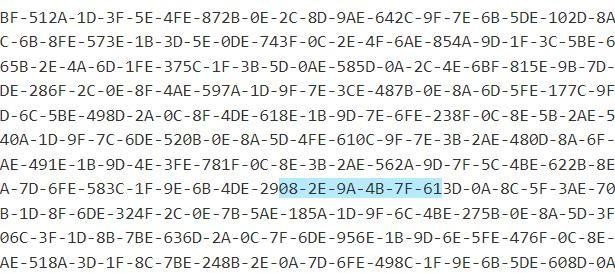 BF-512A-1D-3F-5E-4FE-872B-0E-2C-8D-9AE-642C-9F-7E-6B-5DE-102D-8A
C-6B-8FE-573E-1B-3D-5E-0DE-743F-0C-2E-4F-6AE-854A-9D-1F-3C-5BE-6
65B-2E-4A-6D-1FE-375C-1F-3B-5D-0AE-585D-0A-2C-4E-6BF-815E-9B-7D-
DE-286F-2C-0E-8F-4AE-597A-1D-9F-7E-3CE-487B-0E-8A-6D-5FE-177C-9F
D-6C-5BE-498D-2A-0C-8F-4DE-618E-1B-9D-7E-6FE-238F-0C-8E-5B-2AE-5
40A-1D-9F-7C-6DE-520B-0E-8A-5D-4FE-610C-9F-7E-3B-2AE-480D-8A-6F-
AE-491E-1B-9D-4E-3FE-781F-0C-8E-3B-2AE-562A-9D-7F-5C-4BE-622B-8E
A-7D-6FE-583C-1F-9E-6B-4DE-2908-2E-9A-4B-7F-613D-0A-8C-5F-3AE-70
B-1D-8F-6DE-324F-2C-0E-7B-5AE-185A-1D-9F-6C-4BE-275B-0E-8A-5D-3F
06C-3F-1D-8B-7BE-636D-2A-0C-7F-6DE-956E-1B-9D-6E-5FE-476F-0C-8E-
AE-518A-3D-1F-8C-7BE-248B-2E-0A-7D-6FE-498C-1F-9E-6B-5DE-608D-0A